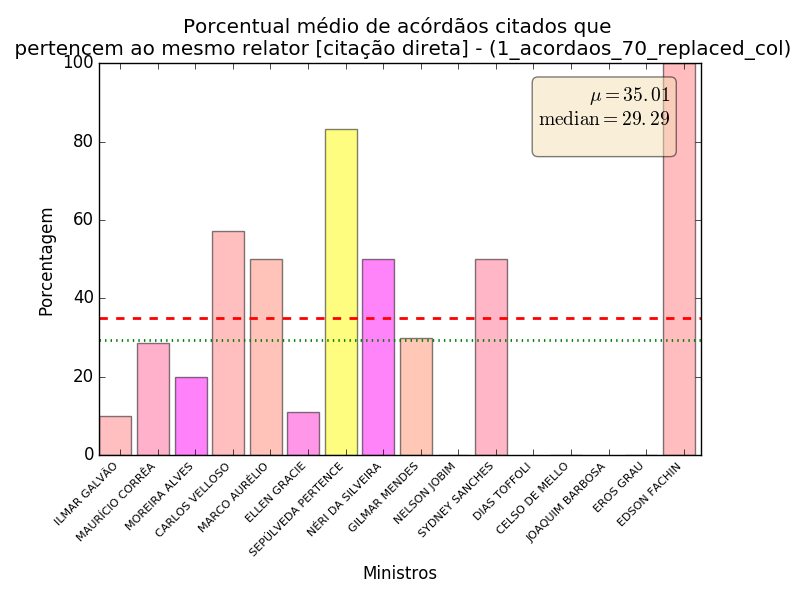 Porcentual médio de acórdãos citados que
pertencem ao mesmo relator [citação direta] - (1_acordaos_70_replaced_col)
100
80
60
40
20
0
Porcentagem
μ = 35.01
median = 29.29
ILMAR GALVÃO
MAURÍCIO CORRÊA
MOREIRA ALVES
CARLOS VELLOSO
MARCO AURÉLIO
ELLEN GRACIE
SEPÚLVEDA PERTENCE
NÉRI DA SILVEIRA
GILMAR MENDES
NELSON JOBIM
SYDNEY SANCHES
DIAS TOFFOLI
CELSO DE MELLO
JOAQUIM BARBOSA
EROS GRAU
EDSON FACHIN
Ministros